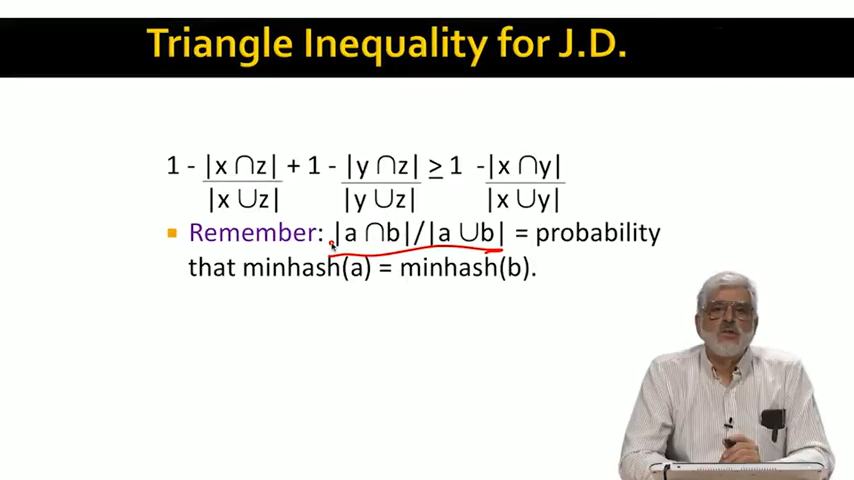 Triangle Inequality for J.D.
1 - |x ∩z| + 1 - |y ∩z| ≥ 1 -|x ∩y|
|x ∪z| |y ∪z| |x ∪y|
Remember: |a ∩b|/|a ∪b| = probability
that minhash(a) = minhash(b).